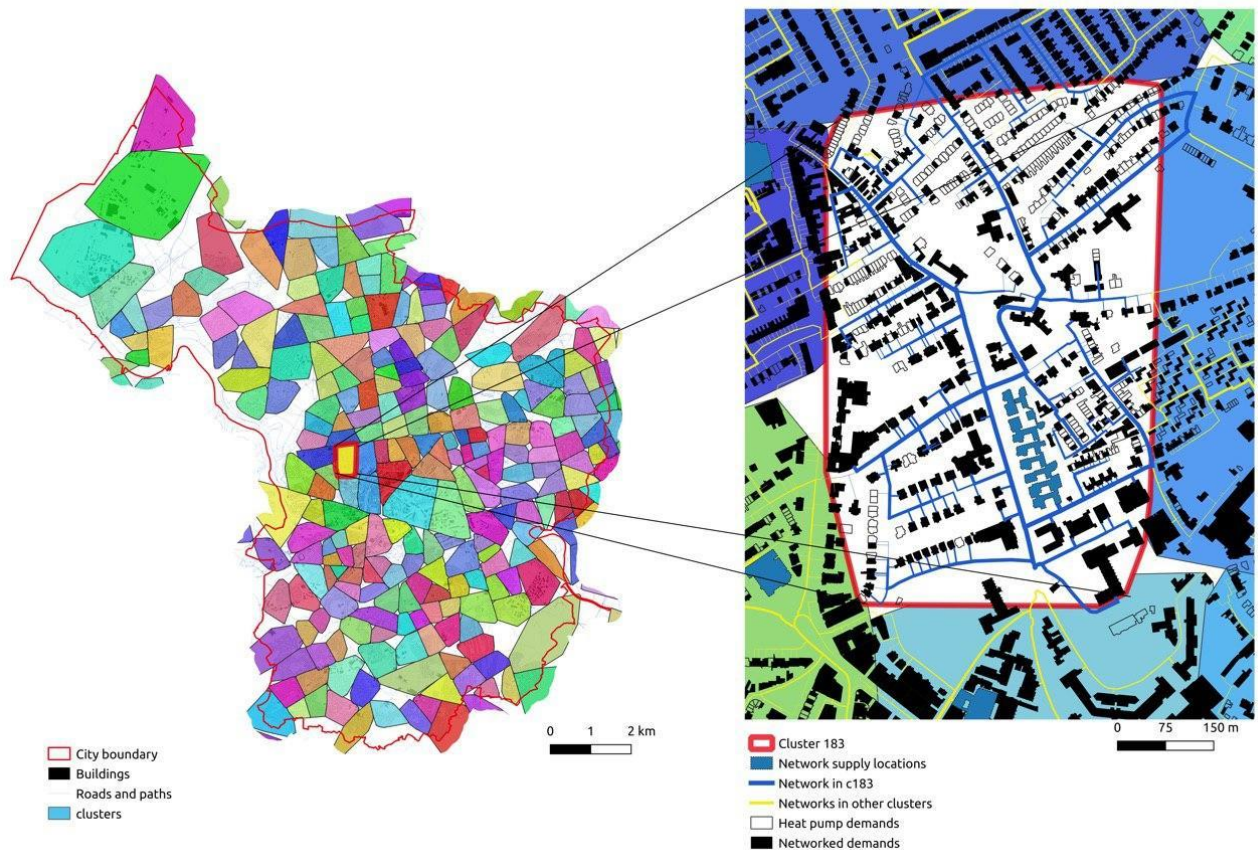 0 1 2 km
City boundary
Buildings
Roads and paths
clusters
0 75 150 m
Cluster 183
Network supply locations
Network in c183
Networks in other clusters
Heat pump demands
Networked demands